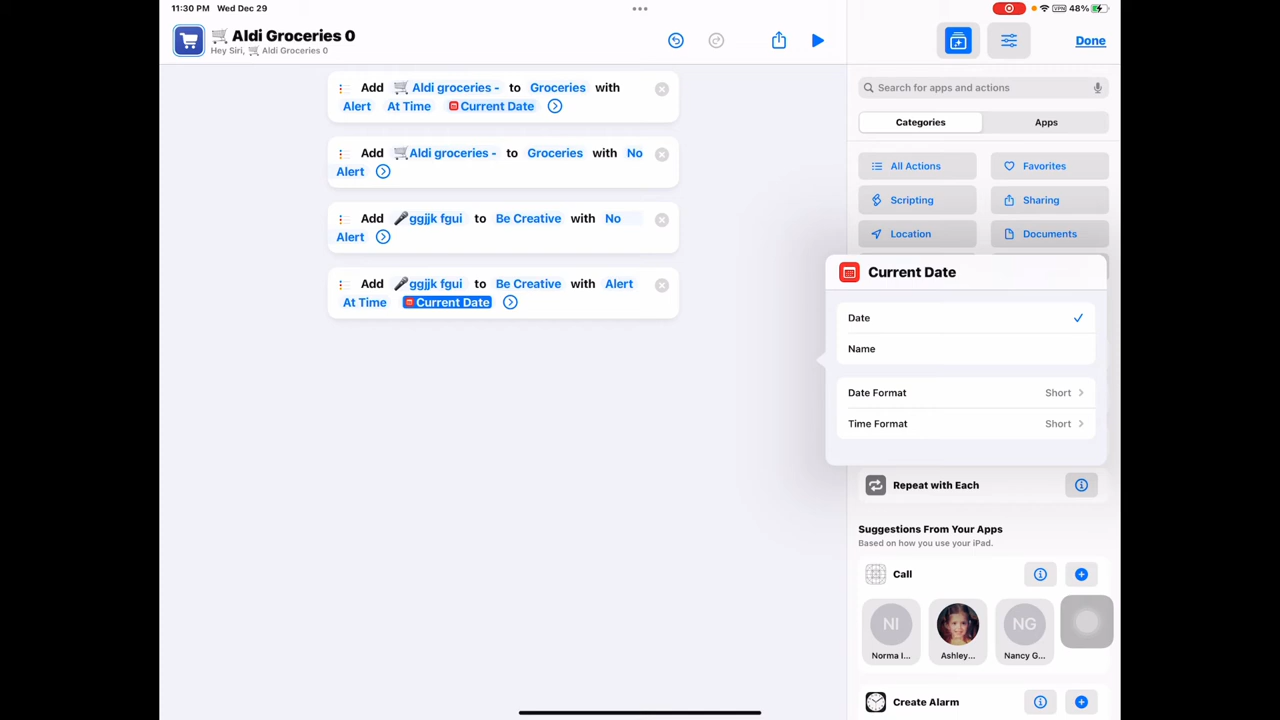 11:30 PM Wed Dec 29
VPN 48%
🛒 Aldi Groceries 0
Hey Siri, 🛒 Aldi Groceries 0
Done
Add 🛒 Aldi groceries - to Groceries with
Alert At Time Current Date
Add 🛒Aldi groceries - to Groceries with No
Alert
Add 🎤ggjjk fgui to Be Creative with No
Alert
Add 🎤ggjjk fgui to Be Creative with Alert
At Time Current Date
Search for apps and actions
Categories Apps
All Actions Favorites
Scripting Sharing
Location Documents
Current Date
Date
Name
Date Format Short
Time Format Short
Repeat with Each
Suggestions From Your Apps
Based on how you use your iPad.
Call
NI NG
Norma I... Ashley... Nancy G...
Create Alarm